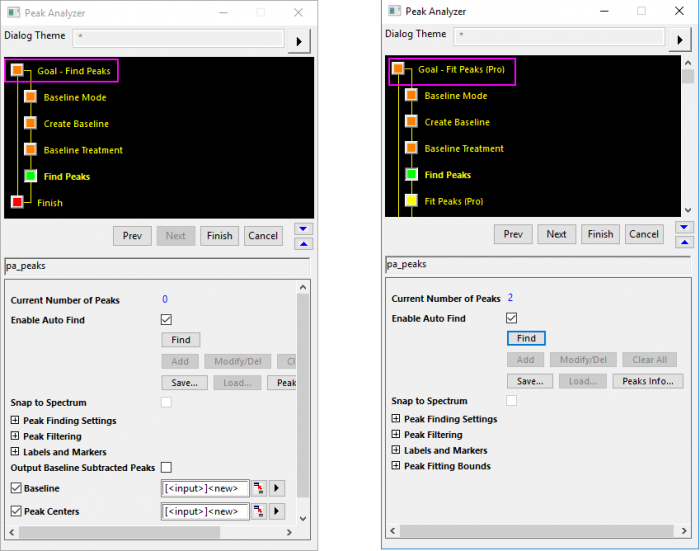 Peak Analyzer
Dialog Theme *
Goal - Find Peaks
Baseline Mode
Create Baseline
Baseline Treatment
Find Peaks
Finish
Prev Next Finish Cancel
pa_peaks
Current Number of Peaks 0
Enable Auto Find
Find
Add Modify/Del Cl
Save... Load... Peak
Snap to Spectrum
Peak Finding Settings
Peak Filtering
Labels and Markers
Output Baseline Subtracted Peaks
Baseline [<input>]<new>
Peak Centers [<input>]<new>
Peak Analyzer
Dialog Theme *
Goal - Fit Peaks (Pro)
Baseline Mode
Create Baseline
Baseline Treatment
Find Peaks
Fit Peaks (Pro)
Prev Next Finish Cancel
pa_peaks
Current Number of Peaks 2
Enable Auto Find
Find
Add Modify/Del Clear All
Save... Load... Peaks Info...
Snap to Spectrum
Peak Finding Settings
Peak Filtering
Labels and Markers
Peak Fitting Bounds